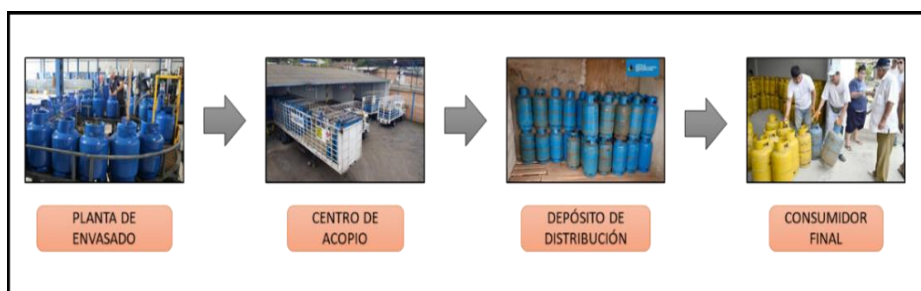 PLANTA DE
ENVASADO
CENTRO DE
ACOPIO
DEPÓSITO DE
DISTRIBUCIÓN
CONSUMIDOR
FINAL